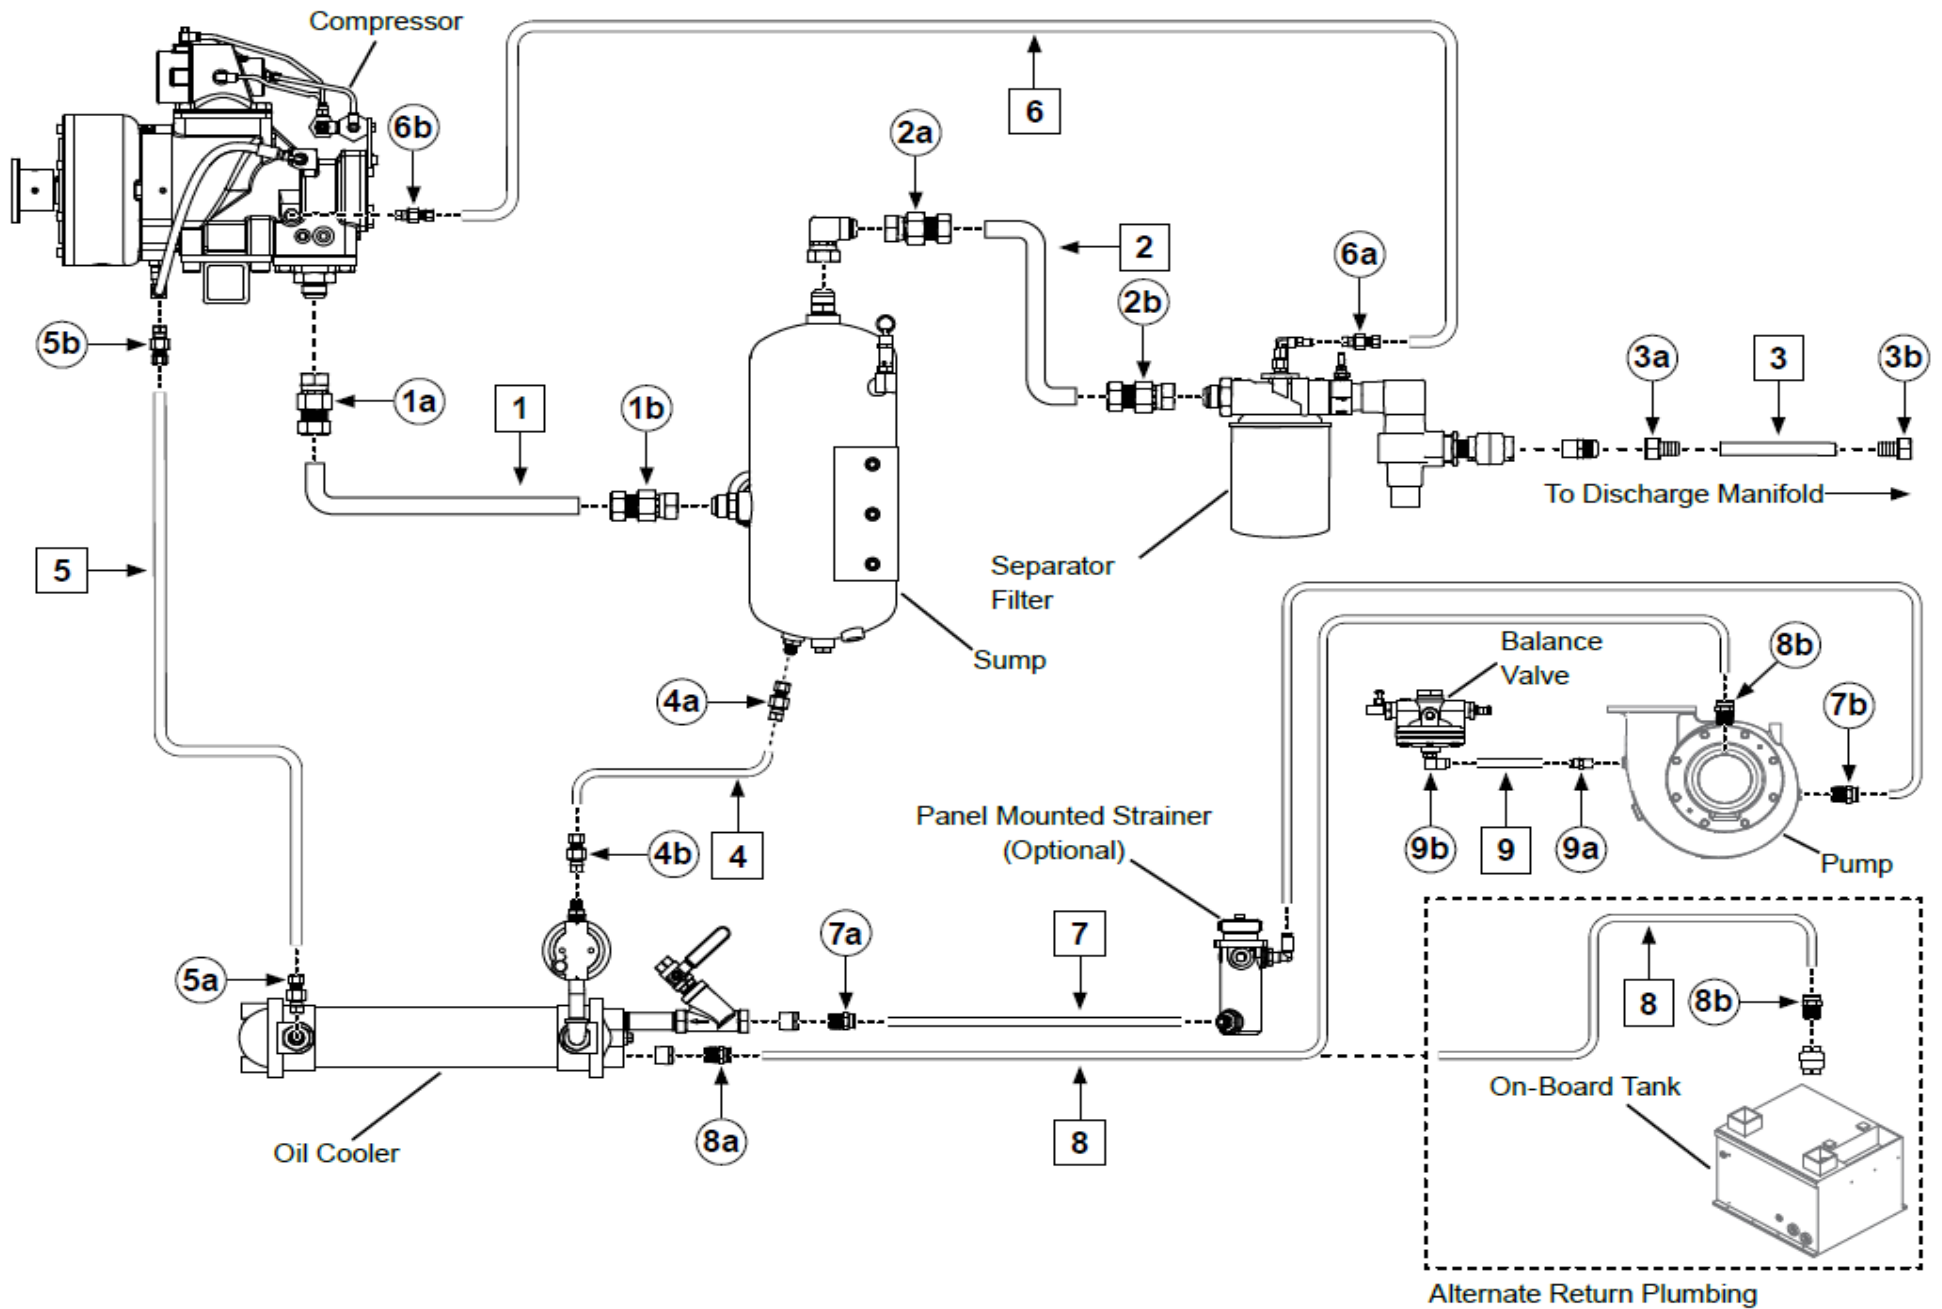 Compressor
6
6b
2a
2
6a
2b
5b
3a
3
3b
1a
1
1b
To Discharge Manifold
5
Separator
Filter
Balance
Valve
8b
Sump
4a
7b
Panel Mounted Strainer
(Optional)
4b
4
9b
9
9a
Pump
7a
7
5a
8
8b
On-Board Tank
Oil Cooler
8a
8
Alternate Return Plumbing